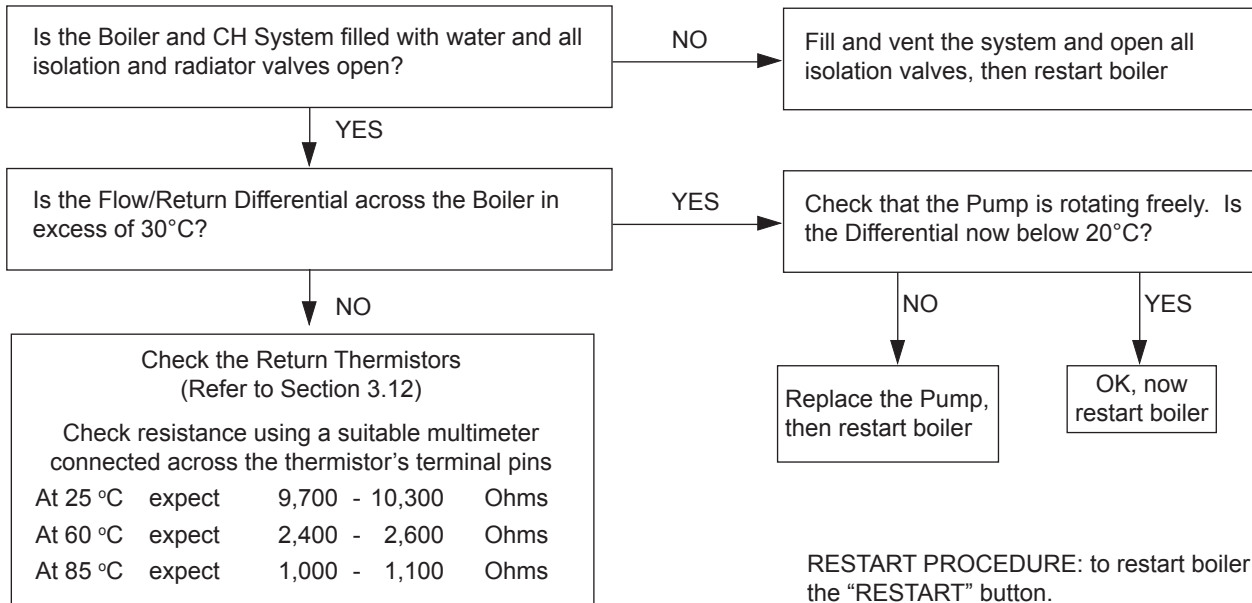 Is the Boiler and CH System filled with water and all
isolation and radiator valves open?
NO
Fill and vent the system and open all
isolation valves, then restart boiler
YES
Is the Flow/Return Differential across the Boiler in
excess of 30°C?
YES
Check that the Pump is rotating freely.  Is
the Differential now below 20°C?
NO
NO
YES
Check the Return Thermistors
(Refer to Section 3.12)
Check resistance using a suitable multimeter
connected across the thermistor's terminal pins
At 25 °C expect 9,700 - 10,300 Ohms
At 60 °C expect 2,400 - 2,600 Ohms
At 85 °C expect 1,000 - 1,100 Ohms
Replace the Pump,
then restart boiler
OK, now
restart boiler
RESTART PROCEDURE: to restart boiler
the “RESTART” button.